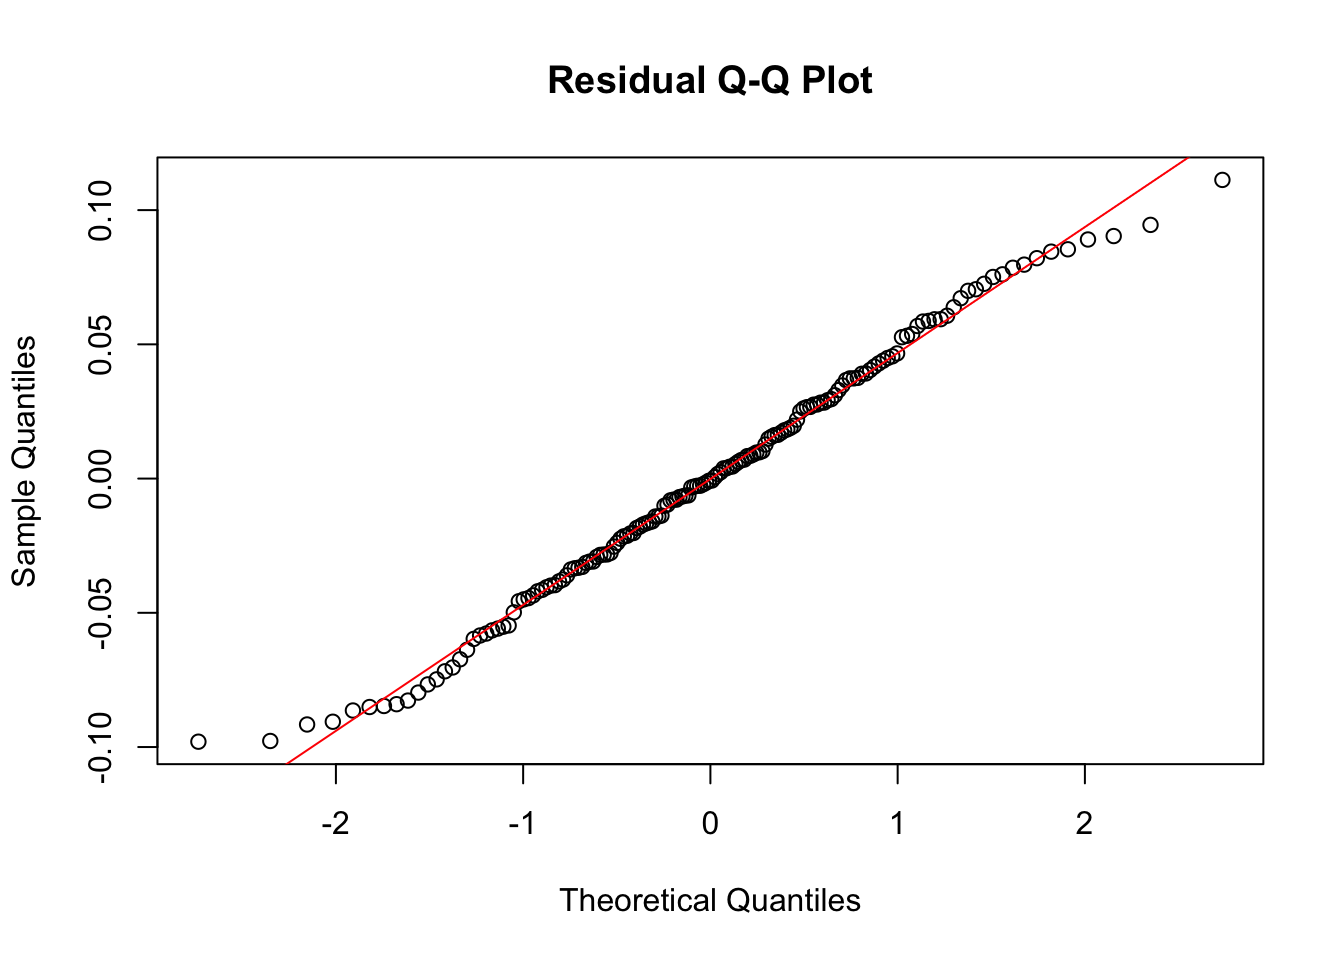 Residual Q-Q Plot
Sample Quantiles
0.10
0.05
0.00
-0.05
-0.10
-2 -1 0 1 2
Theoretical Quantiles